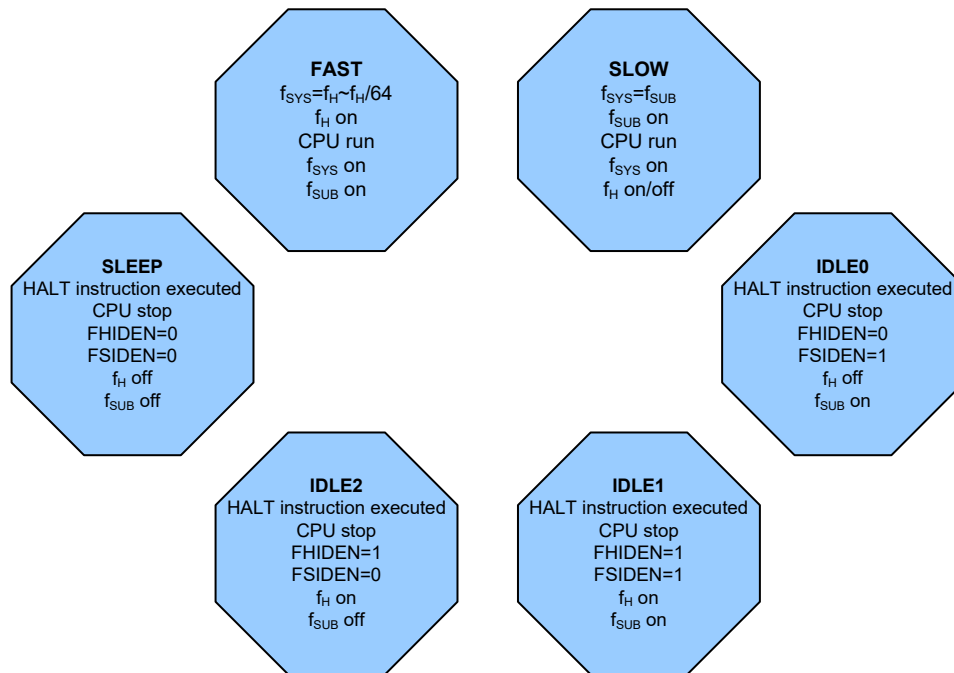 FAST
fSYS=fH~fH/64
fH on
CPU run
fSYS on
fSUB on
SLOW
fSYS=fSUB
fSUB on
CPU run
fSYS on
fH on/off
SLEEP
HALT instruction executed
CPU stop
FHIDEN=0
FSIDEN=0
fH off
fSUB off
IDLE0
HALT instruction executed
CPU stop
FHIDEN=0
FSIDEN=1
fH off
fSUB on
IDLE2
HALT instruction executed
CPU stop
FHIDEN=1
FSIDEN=0
fH on
fSUB off
IDLE1
HALT instruction executed
CPU stop
FHIDEN=1
FSIDEN=1
fH on
fSUB on